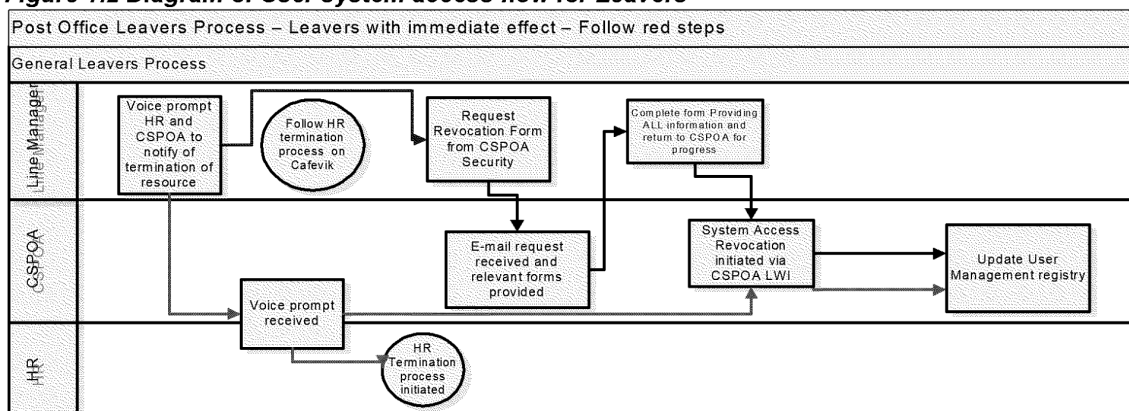 Figure 7.2 Diagram of User system access flow for Leavers
Post Office Leavers Process – Leavers with immediate effect – Follow red steps
General Leavers Process
Line Manager
Voice prompt
HR and
CSPOA to
notify of
termination of
resource
Follow HR
termination
process on
Cafevik
Request
Revocation Form
from CSPOA
Security
Complete form Providing
ALL information and
return to CSPOA for
progress
CSPOA
E-mail request
received and
relevant forms
provided
System Access
Revocation
initiated via
CSPOA LWI
Update User
Management registry
Voice prompt
received
HR
HR
Termination
process
initiated